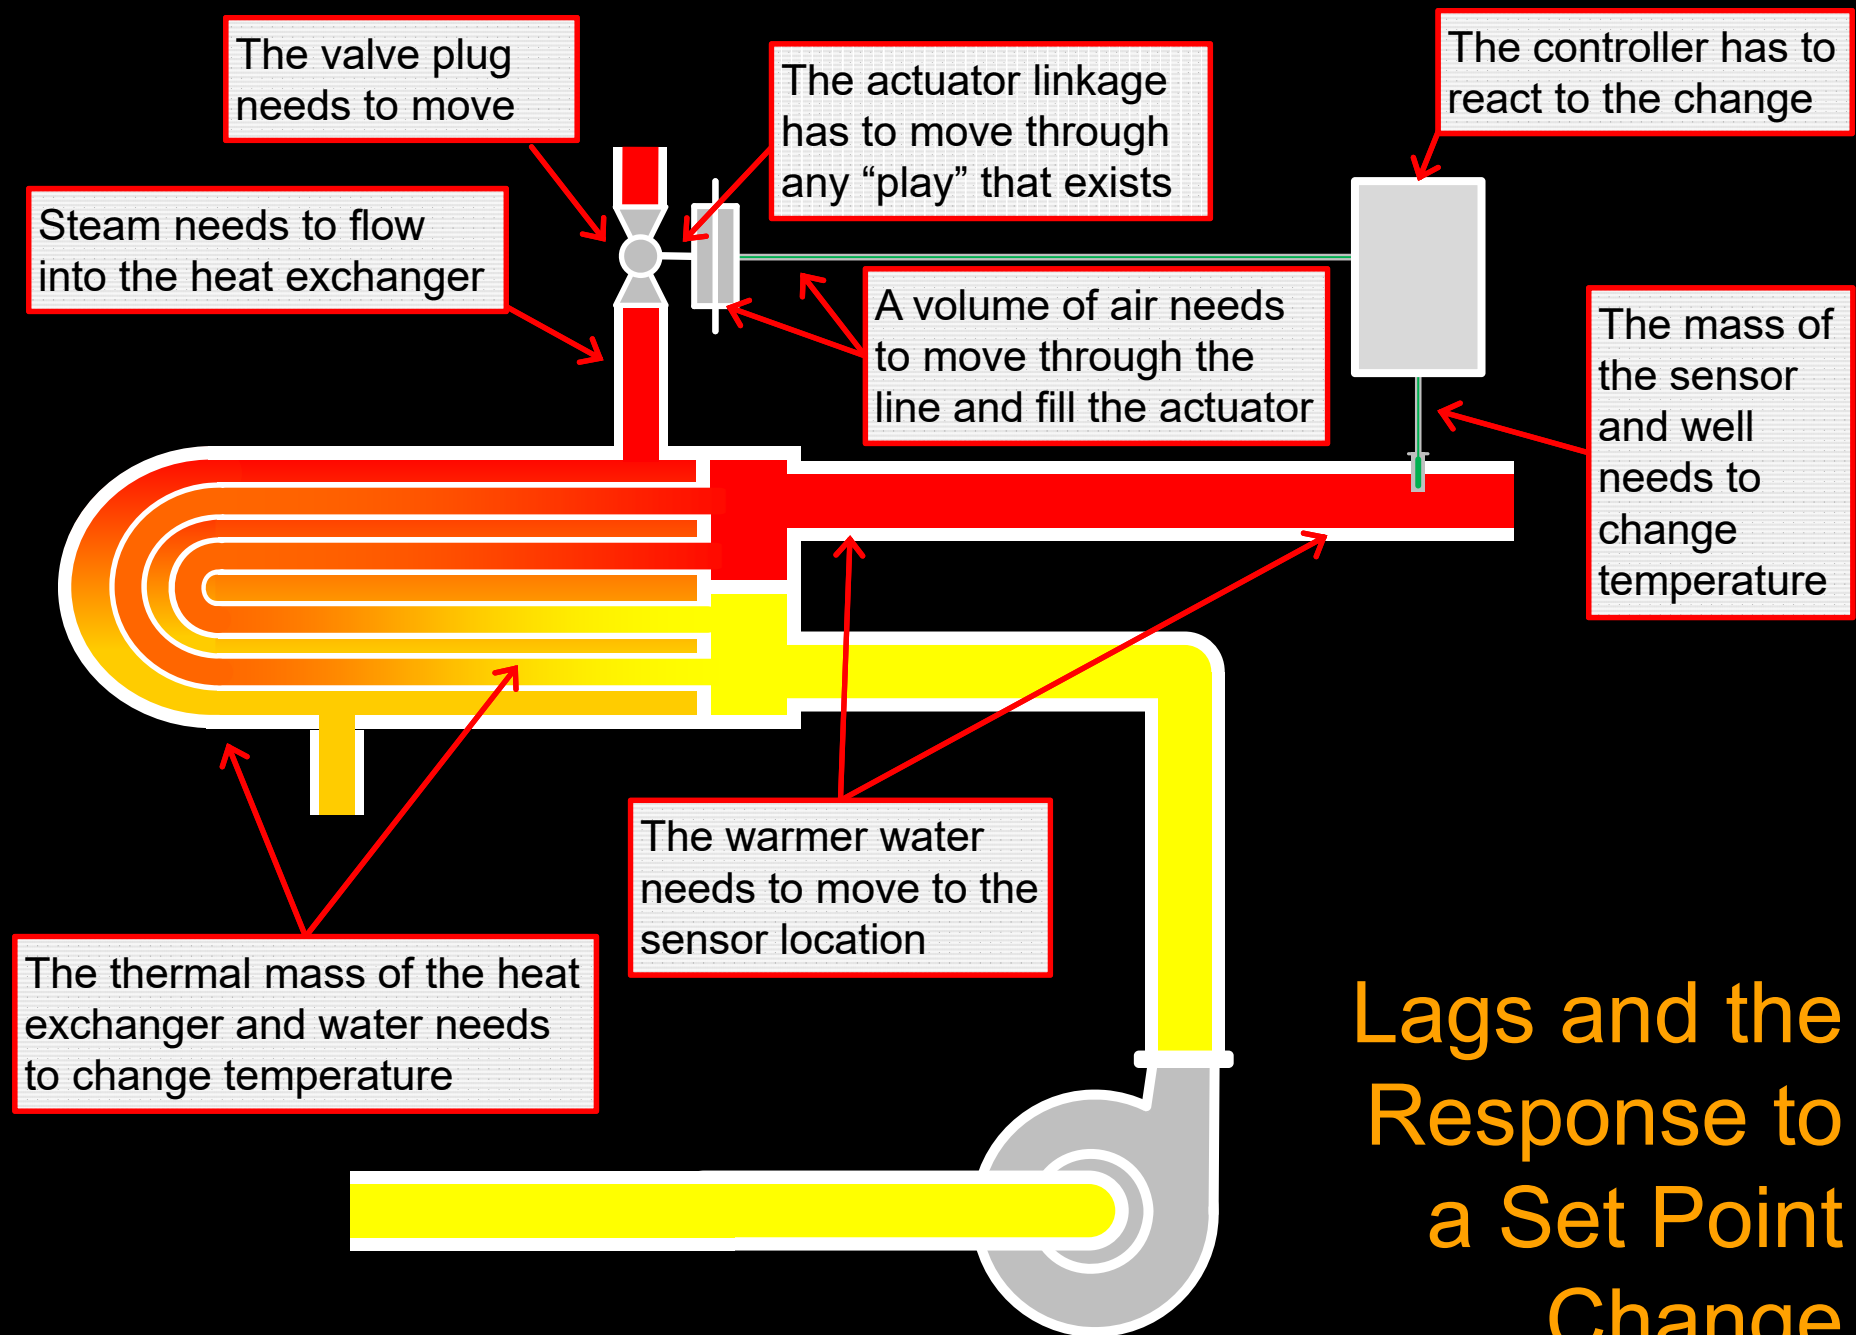 The valve plug
needs to move
The actuator linkage
has to move through
any “play” that exists
The controller has to
react to the change
Steam needs to flow
into the heat exchanger
A volume of air needs
to move through the
line and fill the actuator
The mass of
the sensor
and well
needs to
change
temperature
The warmer water
needs to move to the
sensor location
The thermal mass of the heat
exchanger and water needs
to change temperature
Lags and the
Response to
a Set Point
Change